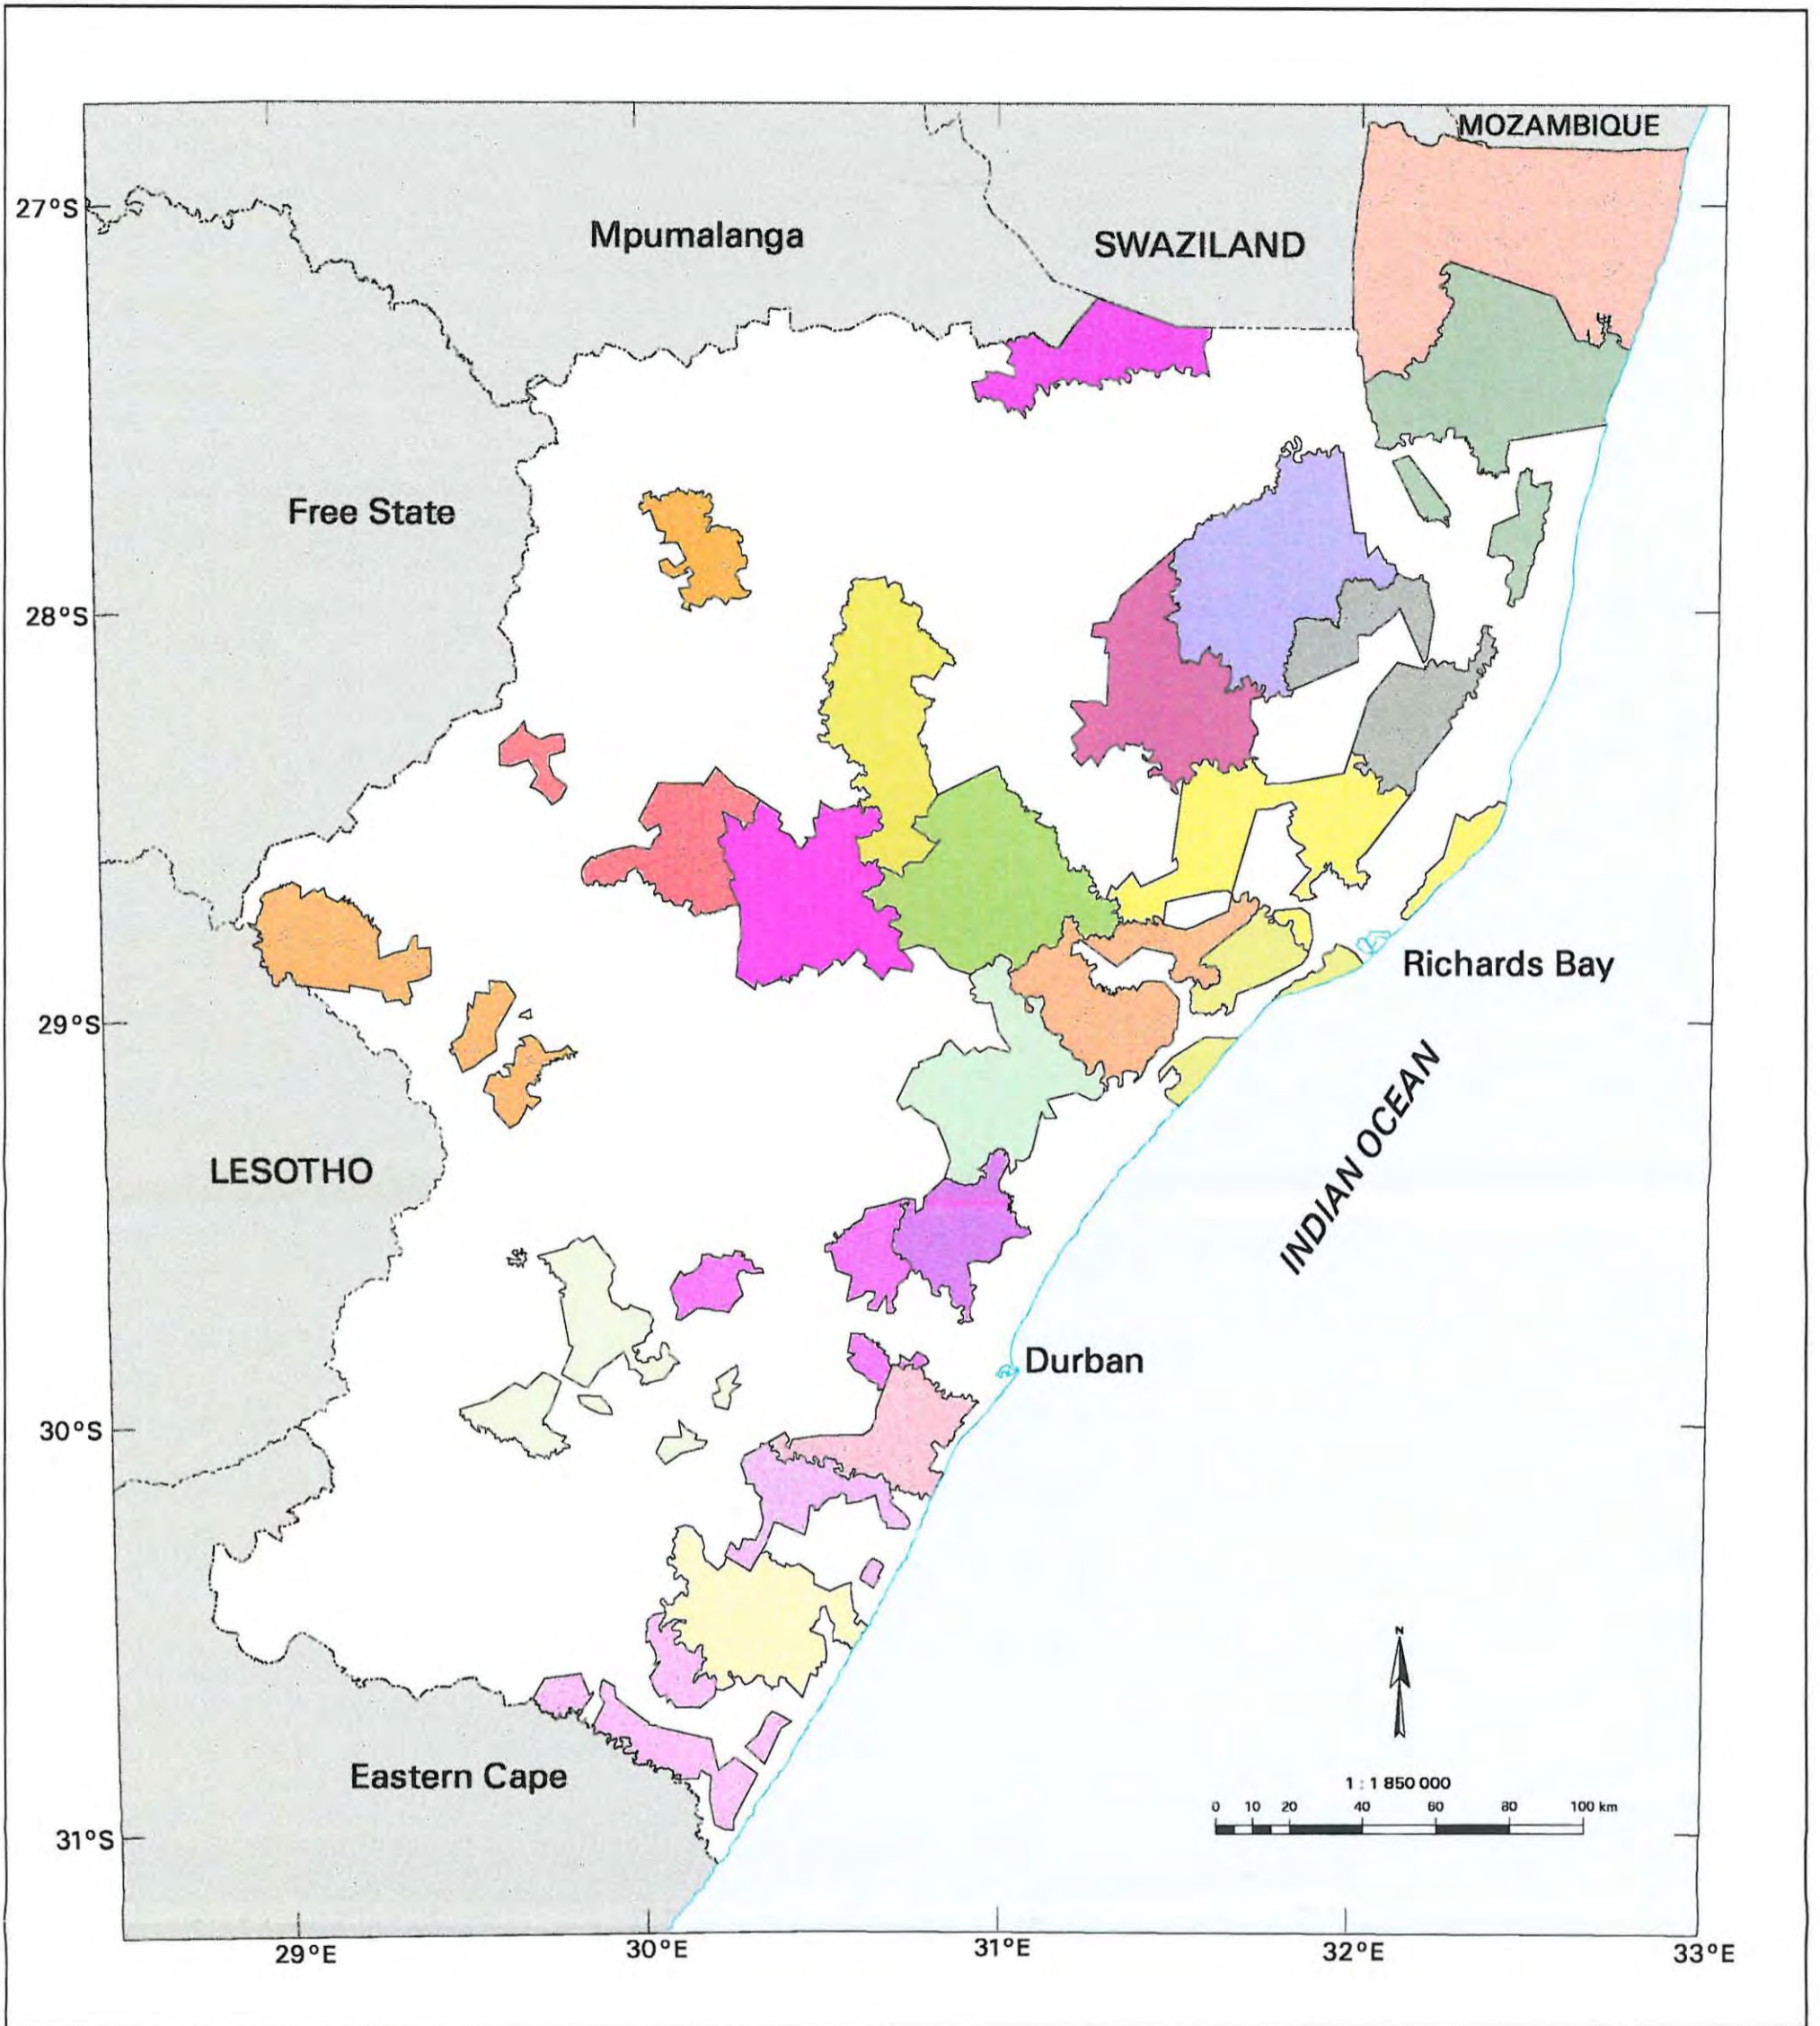 MOZAMBIQUE
27°S
Mpumalanga
SWAZILAND
Free State
28°S
Richards Bay
29°S
INDIAN OCEAN
LESOTHO
Durban
30°S
N
Eastern Cape
1 : 1 850 000
0 10 20 40 60 80 100 km
31°S
29°E 30°E 31°E 32°E 33°E